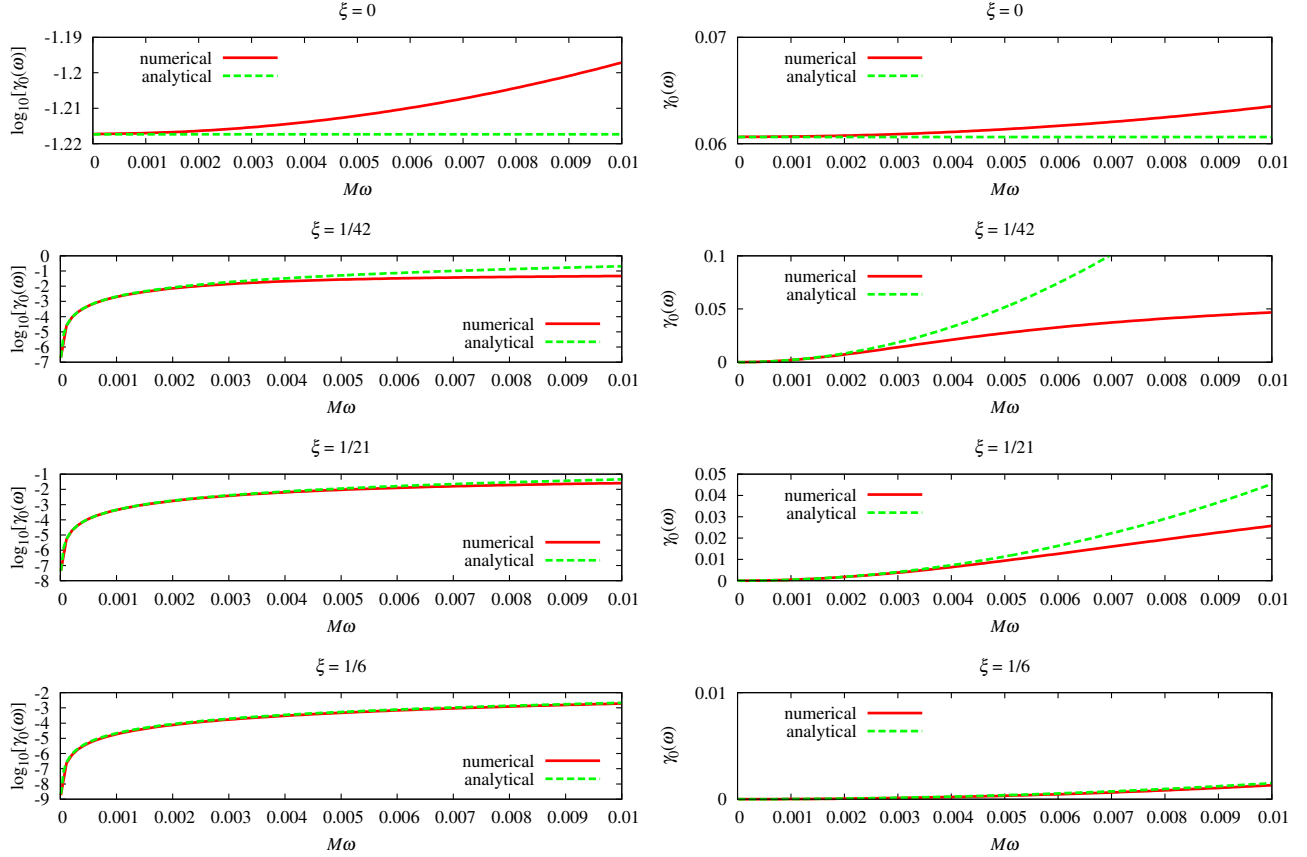 ξ = 0
log₁₀[γ₀(ω)]
-1.19
-1.2
-1.21
-1.22
numerical
analytical
0 0.001 0.002 0.003 0.004 0.005 0.006 0.007 0.008 0.009 0.01
Mω
ξ = 0
γ₀(ω)
0.07
0.06
numerical
analytical
0 0.001 0.002 0.003 0.004 0.005 0.006 0.007 0.008 0.009 0.01
Mω
ξ = 1/42
log₁₀[γ₀(ω)]
0
-1
-2
-3
-4
-5
-6
-7
numerical
analytical
0 0.001 0.002 0.003 0.004 0.005 0.006 0.007 0.008 0.009 0.01
Mω
ξ = 1/42
γ₀(ω)
0.1
0.05
0
numerical
analytical
0 0.001 0.002 0.003 0.004 0.005 0.006 0.007 0.008 0.009 0.01
Mω
ξ = 1/21
log₁₀[γ₀(ω)]
-1
-2
-3
-4
-5
-6
-7
-8
numerical
analytical
0 0.001 0.002 0.003 0.004 0.005 0.006 0.007 0.008 0.009 0.01
Mω
ξ = 1/21
γ₀(ω)
0.05
0.04
0.03
0.02
0.01
0
numerical
analytical
0 0.001 0.002 0.003 0.004 0.005 0.006 0.007 0.008 0.009 0.01
Mω
ξ = 1/6
log₁₀[γ₀(ω)]
-2
-3
-4
-5
-6
-7
-8
-9
numerical
analytical
0 0.001 0.002 0.003 0.004 0.005 0.006 0.007 0.008 0.009 0.01
Mω
ξ = 1/6
γ₀(ω)
0.01
0
numerical
analytical
0 0.001 0.002 0.003 0.004 0.005 0.006 0.007 0.008 0.009 0.01
Mω